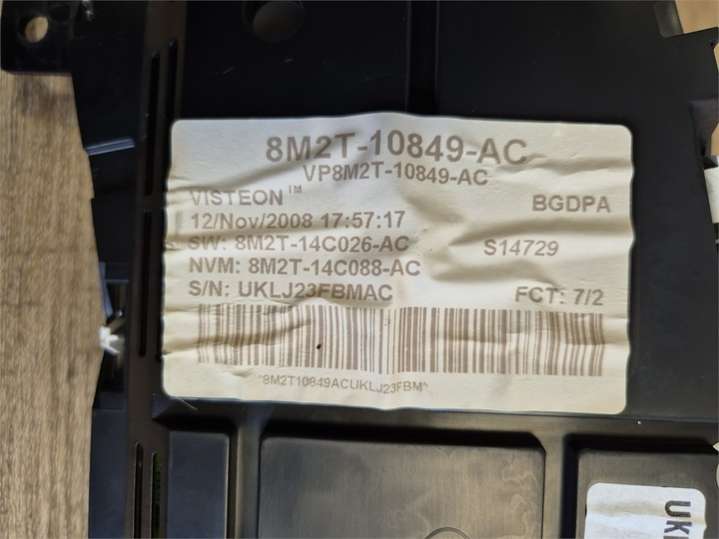 8M2T-10849-AC
VP8M2T-10849-AC
VISTEON™ BGDPA
12/Nov/2008 17:57:17
SW: 8M2T-14C026-AC S14729
NVM: 8M2T-14C088-AC
S/N: UKLJ23FBMAC FCT: 7/2
*8M2T10849ACUKLJ23FBM*